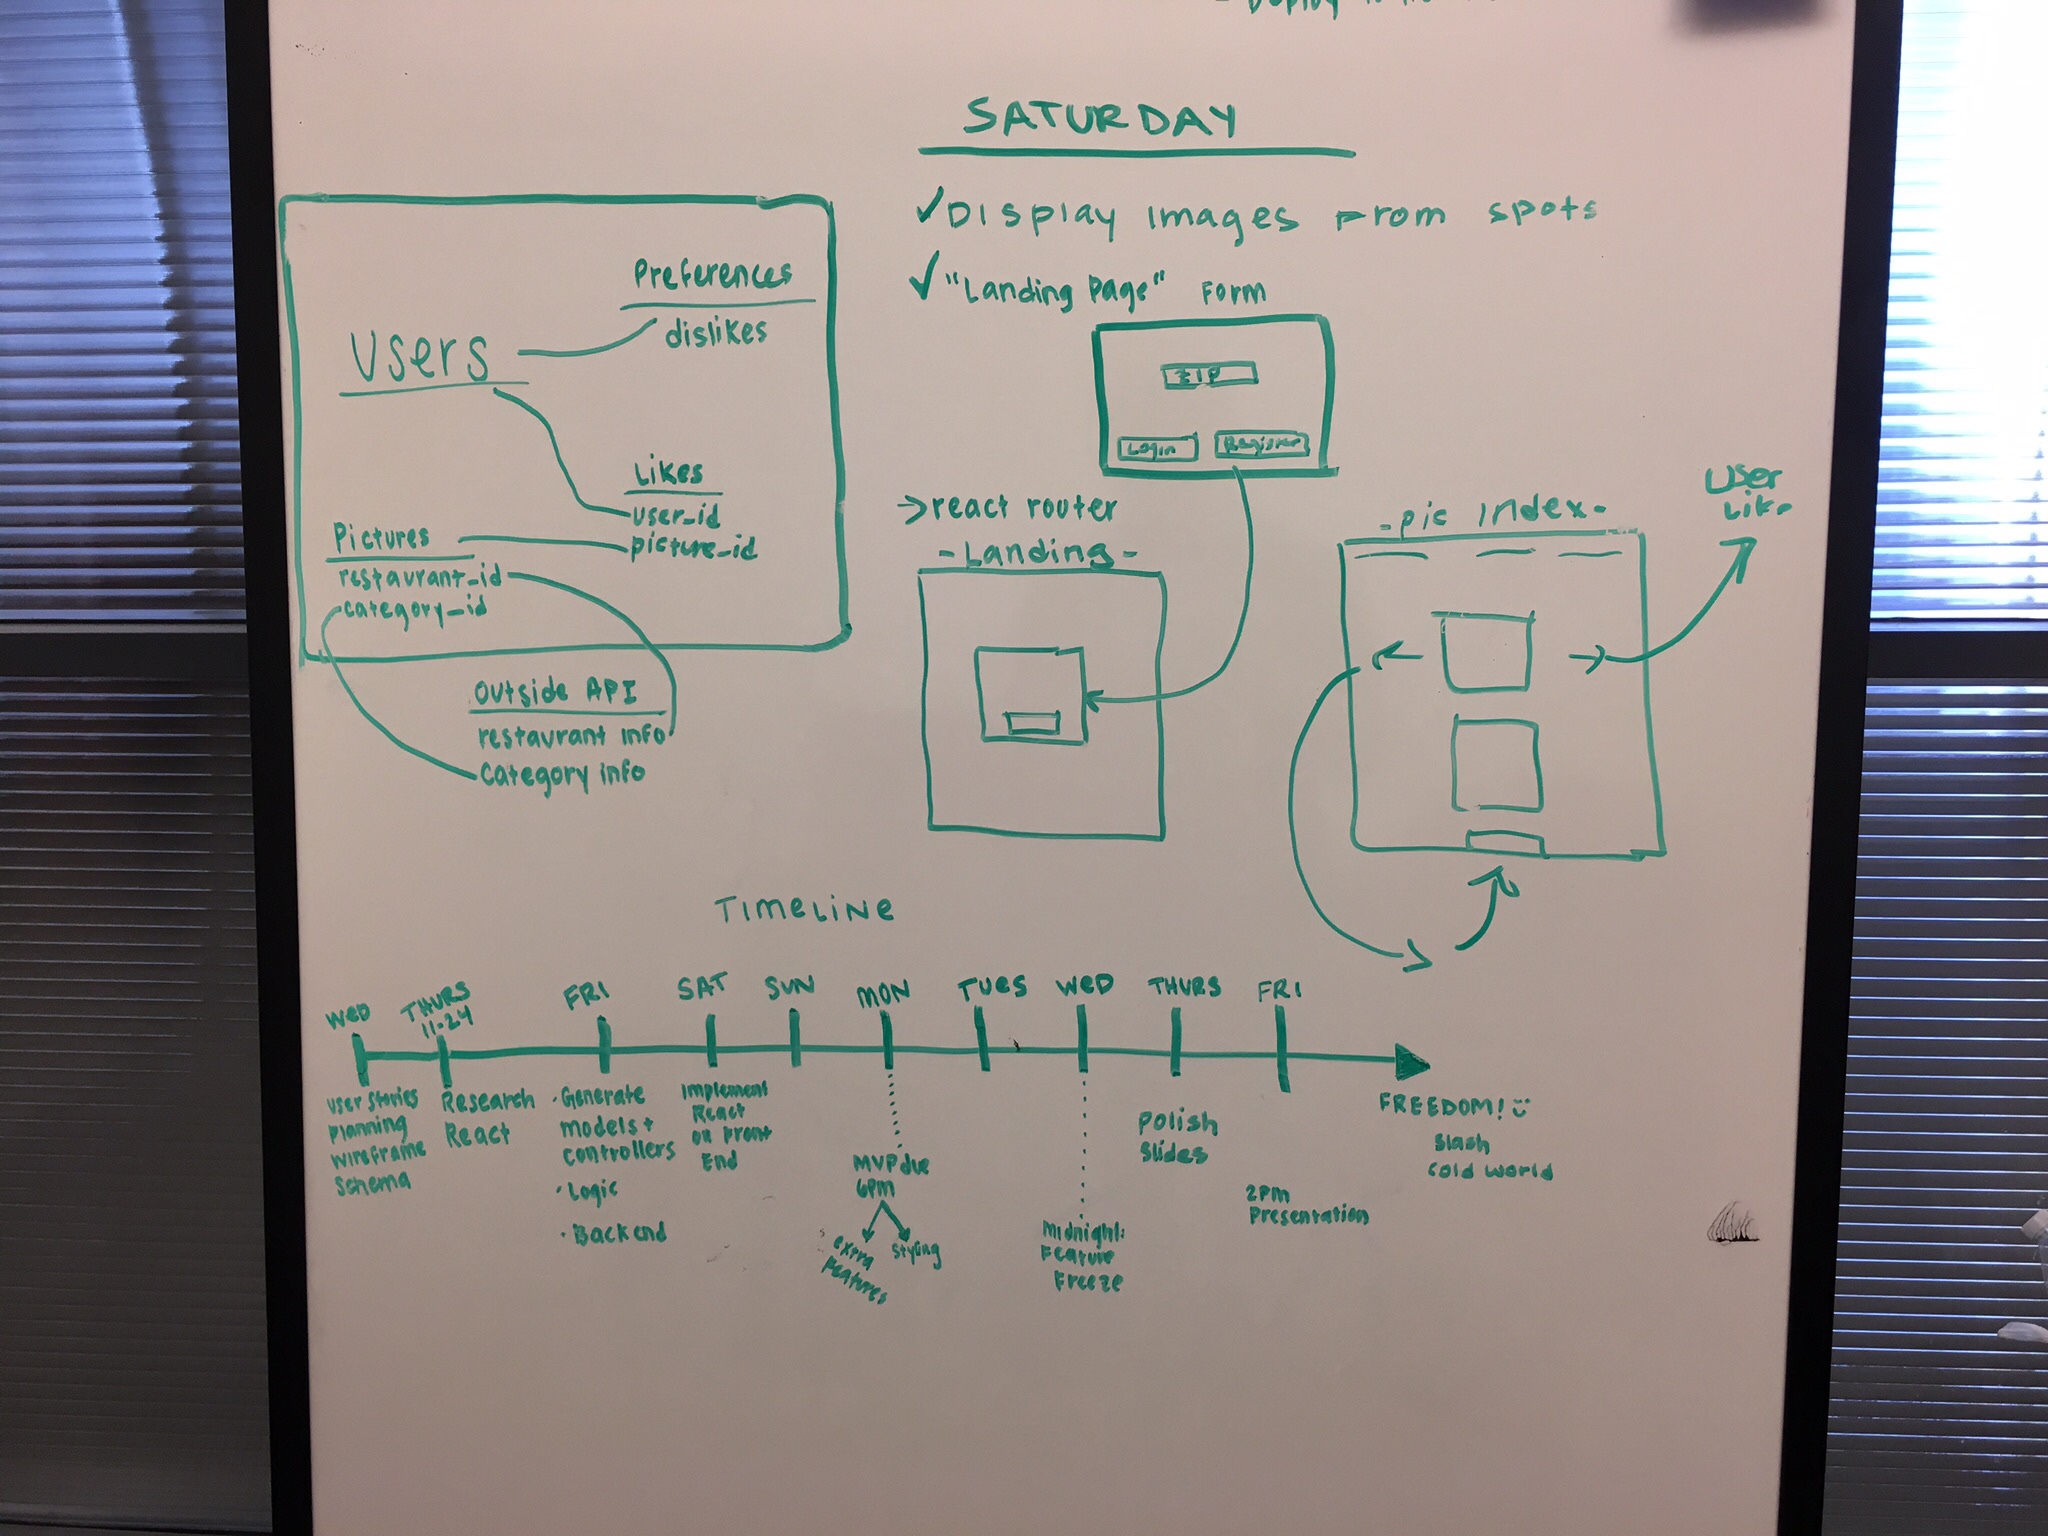 - Deploy
SATURDAY
✓ Display images from spots
✓ "Landing Page" Form
ZIP
Login Register
→ react router
- Landing -
- pic index -
User
Like
Preferences
dislikes
Users
Likes
user_id
picture_id
Pictures
restaurant_id
category_id
Outside API
restaurant info
category info
TIMELINE
WED
User Stories
planning
wireframe
Schema
THURS
11-24
Research
React
FRI
· Generate
models +
controllers
· Logic
· Backend
SAT
Implement
React
on Front
End
SUN
MON
MVP due
6PM
extra
Features
styling
TUES
WED
Midnight:
Feature
Freeze
THURS
Polish
Slides
FRI
2PM
Presentation
FREEDOM! :)
Slash
Cold World